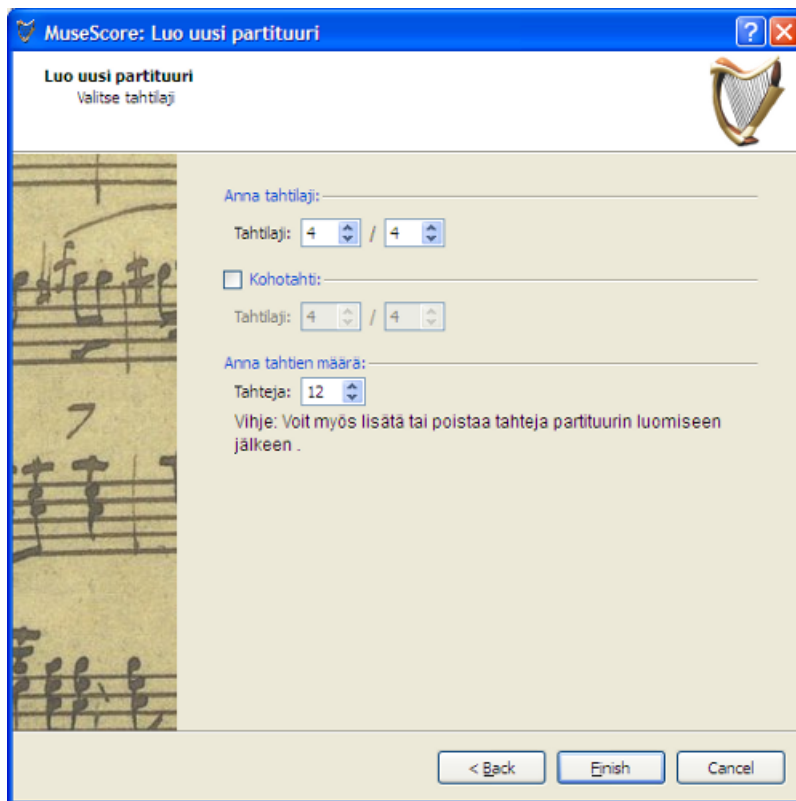 MuseScore: Luo uusi partituuri
Luo uusi partituuri
Valitse tahtilaji
Anna tahtilaji:
Tahtilaji: 4 / 4
Kohotahti:
Tahtilaji: 4 / 4
Anna tahtien määrä:
Tahteja: 12
Vihje: Voit myös lisätä tai poistaa tahteja partituurin luomiseen
jälkeen .
< Back Finish Cancel